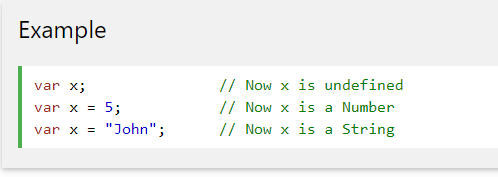 Example
var x;               // Now x is undefined
var x = 5;           // Now x is a Number
var x = "John";      // Now x is a String